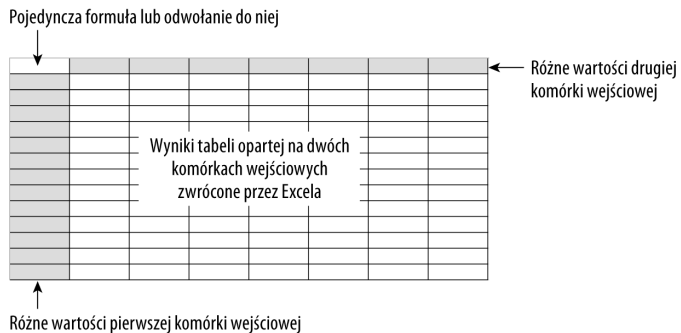 Pojedyncza formuła lub odwołanie do niej
Różne wartości drugiej
komórki wejściowej
Wyniki tabeli opartej na dwóch
komórkach wejściowych
zwrócone przez Excela
Różne wartości pierwszej komórki wejściowej